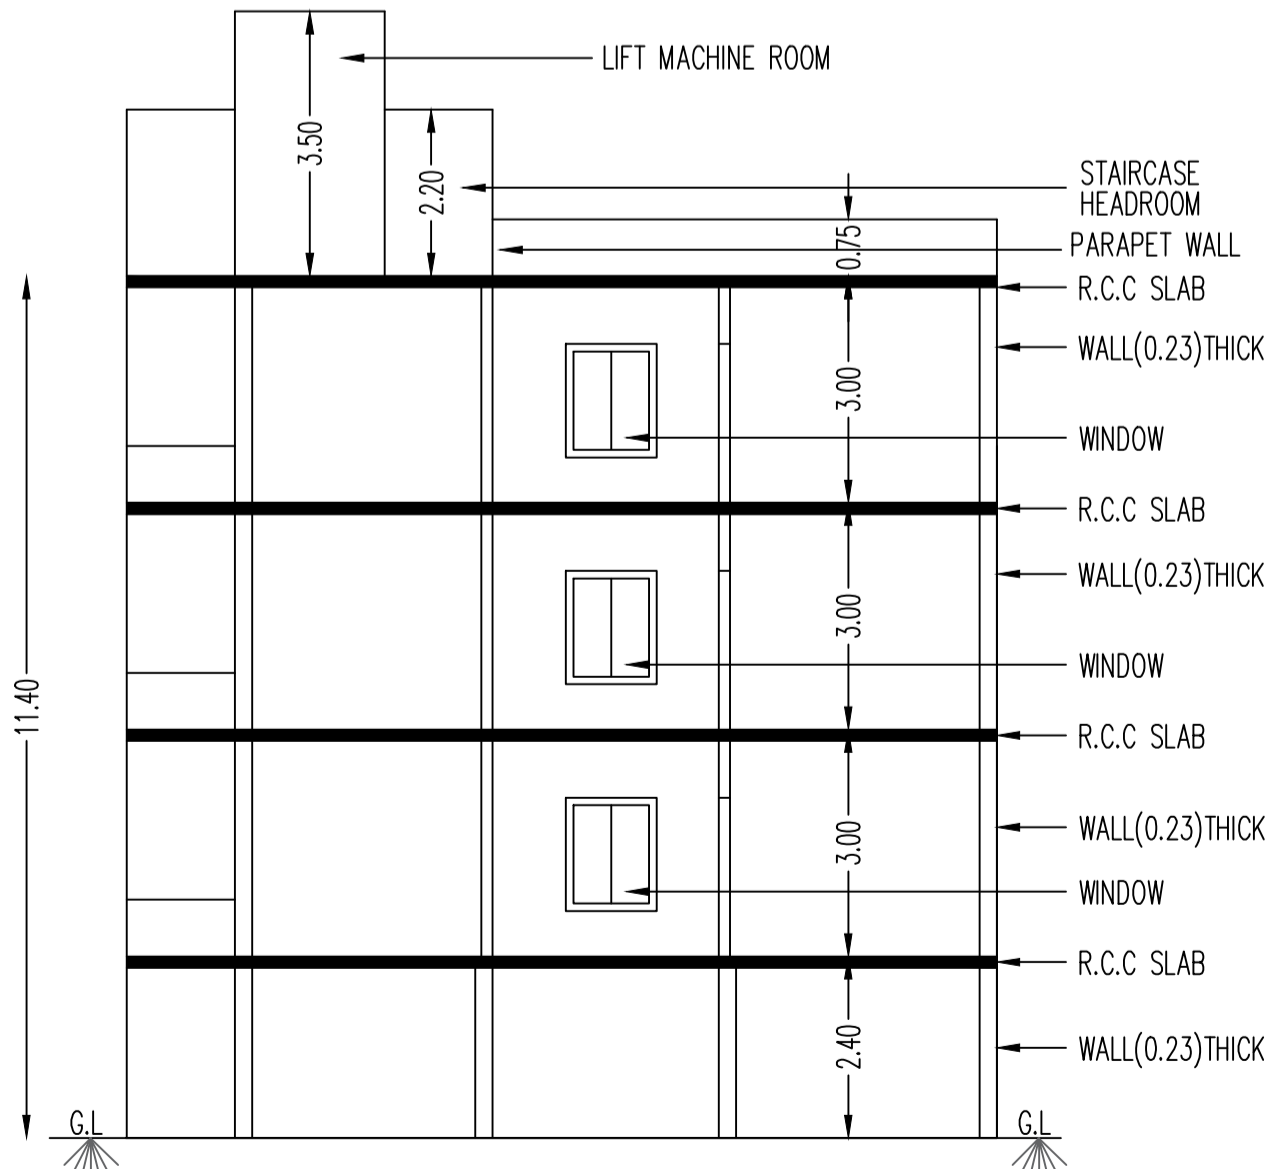 LIFT MACHINE ROOM
3.50
2.20
STAIRCASE
HEADROOM
0.75
PARAPET WALL
R.C.C SLAB
WALL(0.23)THICK
3.00
WINDOW
R.C.C SLAB
WALL(0.23)THICK
3.00
WINDOW
11.40
R.C.C SLAB
WALL(0.23)THICK
3.00
WINDOW
R.C.C SLAB
2.40
WALL(0.23)THICK
G.L
G.L